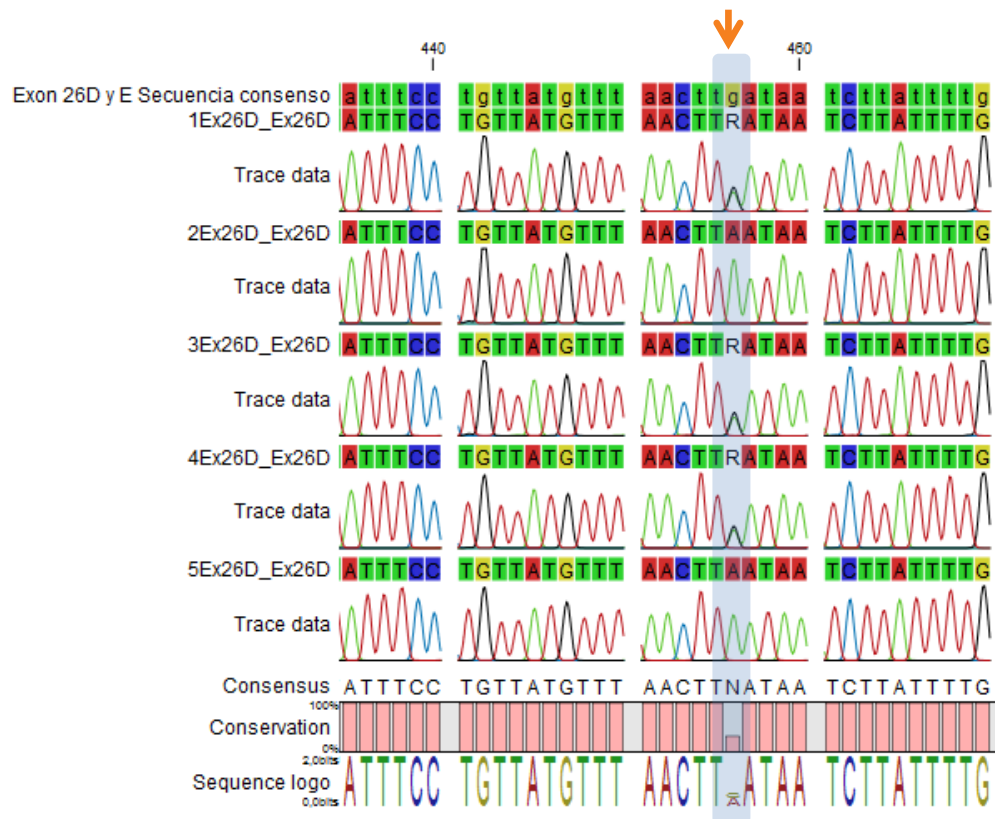 440 460
Exon 26D y E Secuencia consenso atttcc tgttatgttt aacttgataa tcttattttg
1Ex26D_Ex26D ATTTCC TGTTATGTTT AACTTRATAA TCTTATTTTG
Trace data
2Ex26D_Ex26D ATTTCC TGTTATGTTT AACTTAATAA TCTTATTTTG
Trace data
3Ex26D_Ex26D ATTTCC TGTTATGTTT AACTTRATAA TCTTATTTTG
Trace data
4Ex26D_Ex26D ATTTCC TGTTATGTTT AACTTRATAA TCTTATTTTG
Trace data
5Ex26D_Ex26D ATTTCC TGTTATGTTT AACTTAATAA TCTTATTTTG
Trace data
Consensus ATTTCC TGTTATGTTT AACTTNATAA TCTTATTTTG
100%
Conservation
0%
2,0bits
Sequence logo ATTTCC TGTTATGTTT AACTTAATAA TCTTATTTTG
0,0bits